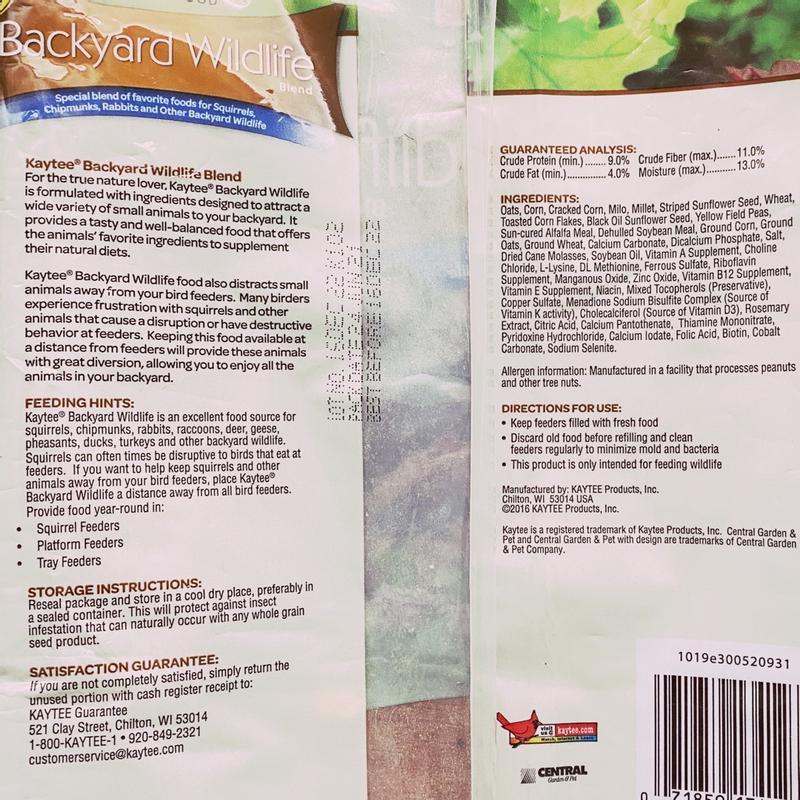 Backyard Wildlife
Blend
Special blend of favorite foods for Squirrels,
Chipmunks, Rabbits and Other Backyard Wildlife
Kaytee® Backyard Wildlife Blend
For the true nature lover, Kaytee® Backyard Wildlife
is formulated with ingredients designed to attract a
wide variety of small animals to your backyard. It
provides a tasty and well-balanced food that offers
the animals' favorite ingredients to supplement
their natural diets.
Kaytee® Backyard Wildlife food also distracts small
animals away from your bird feeders. Many birders
experience frustration with squirrels and other
animals that cause a disruption or have destructive
behavior at feeders. Keeping this food available at
a distance from feeders will provide these animals
with great diversion, allowing you to enjoy all the
animals in your backyard.
FEEDING HINTS:
Kaytee® Backyard Wildlife is an excellent food source for
squirrels, chipmunks, rabbits, raccoons, deer, geese,
pheasants, ducks, turkeys and other backyard wildlife.
Squirrels can often times be disruptive to birds that eat at
feeders. If you want to help keep squirrels and other
animals away from your bird feeders, place Kaytee®
Backyard Wildlife a distance away from all bird feeders.
Provide food year-round in:
• Squirrel Feeders
• Platform Feeders
• Tray Feeders
STORAGE INSTRUCTIONS:
Reseal package and store in a cool dry place, preferably in
a sealed container. This will protect against insect
infestation that can naturally occur with any whole grain
seed product.
SATISFACTION GUARANTEE:
If you are not completely satisfied, simply return the
unused portion with cash register receipt to:
KAYTEE Guarantee
521 Clay Street, Chilton, WI 53014
1-800-KAYTEE-1 • 920-849-2321
customerservice@kaytee.com
GUARANTEED ANALYSIS:
Crude Protein (min.) ........ 9.0% Crude Fiber (max.)....... 11.0%
Crude Fat (min.)............... 4.0% Moisture (max.)........... 13.0%
INGREDIENTS:
Oats, Corn, Cracked Corn, Milo, Millet, Striped Sunflower Seed, Wheat,
Toasted Corn Flakes, Black Oil Sunflower Seed, Yellow Field Peas,
Sun-cured Alfalfa Meal, Dehulled Soybean Meal, Ground Corn, Ground
Oats, Ground Wheat, Calcium Carbonate, Dicalcium Phosphate, Salt,
Dried Cane Molasses, Soybean Oil, Vitamin A Supplement, Choline
Chloride, L-Lysine, DL Methionine, Ferrous Sulfate, Riboflavin
Supplement, Manganous Oxide, Zinc Oxide, Vitamin B12 Supplement,
Vitamin E Supplement, Niacin, Mixed Tocopherols (Preservative),
Copper Sulfate, Menadione Sodium Bisulfite Complex (Source of
Vitamin K activity), Cholecalciferol (Source of Vitamin D3), Rosemary
Extract, Citric Acid, Calcium Pantothenate, Thiamine Mononitrate,
Pyridoxine Hydrochloride, Calcium Iodate, Folic Acid, Biotin, Cobalt
Carbonate, Sodium Selenite.
Allergen information: Manufactured in a facility that processes peanuts
and other tree nuts.
DIRECTIONS FOR USE:
• Keep feeders filled with fresh food
• Discard old food before refilling and clean
feeders regularly to minimize mold and bacteria
• This product is only intended for feeding wildlife
Manufactured by: KAYTEE Products, Inc.
Chilton, WI 53014 USA
©2016 KAYTEE Products, Inc.
Kaytee is a registered trademark of Kaytee Products, Inc. Central Garden &
Pet and Central Garden & Pet with design are trademarks of Central Garden
& Pet Company.
1019e300520931
visit us @ kaytee.com
CENTRAL
Garden & Pet